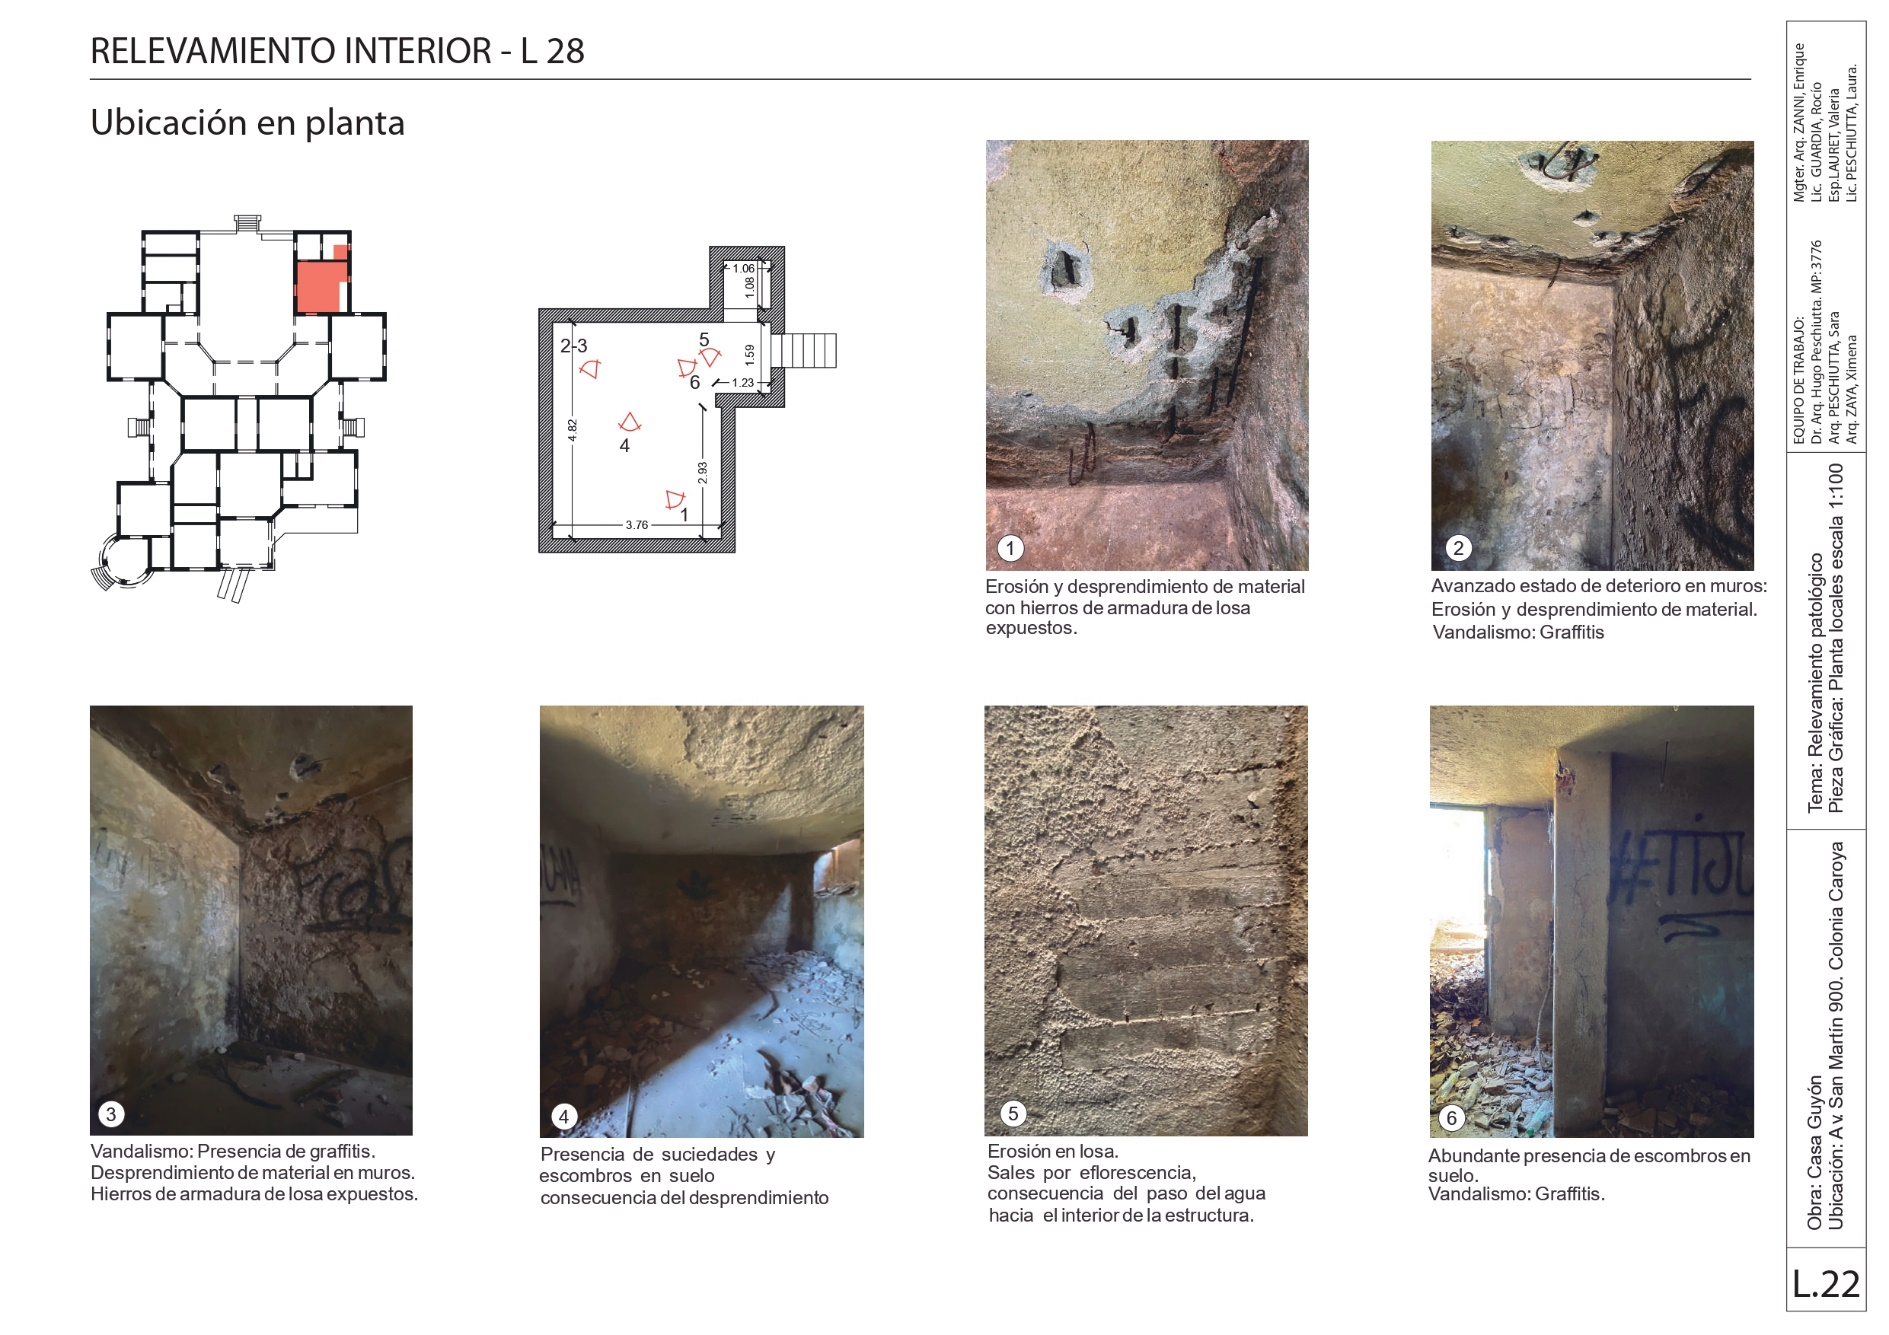 RELEVAMIENTO INTERIOR - L 28
Ubicación en planta
1.06
1.08
2-3
5
1.59
6
1.23
4.82
4
2.93
1
3.76
1
Erosión y desprendimiento de material
con hierros de armadura de losa
expuestos.
2
Avanzado estado de deterioro en muros:
Erosión y desprendimiento de material.
Vandalismo: Graffitis
3
Vandalismo: Presencia de graffitis.
Desprendimiento de material en muros.
Hierros de armadura de losa expuestos.
4
Presencia de suciedades y
escombros en suelo
consecuencia del desprendimiento
5
Erosión en losa.
Sales por eflorescencia,
consecuencia del paso del agua
hacia el interior de la estructura.
#TIJU
6
Abundante presencia de escombros en
suelo.
Vandalismo: Graffitis.
Mgter. Arq. ZANNI, Enrique
Lic. GUARDIA, Rocío
Esp.LAURET, Valeria
Lic. PESCHIUTTA, Laura.
EQUIPO DE TRABAJO:
Dr. Arq. Hugo Peschiutta. MP: 3776
Arq. PESCHIUTTA, Sara
Arq. ZAYA, Ximena
Tema: Relevamiento patológico
Pieza Gráfica: Planta locales escala 1:100
Obra: Casa Guyón
Ubicación: Av. San Martín 900. Colonia Caroya
L.22